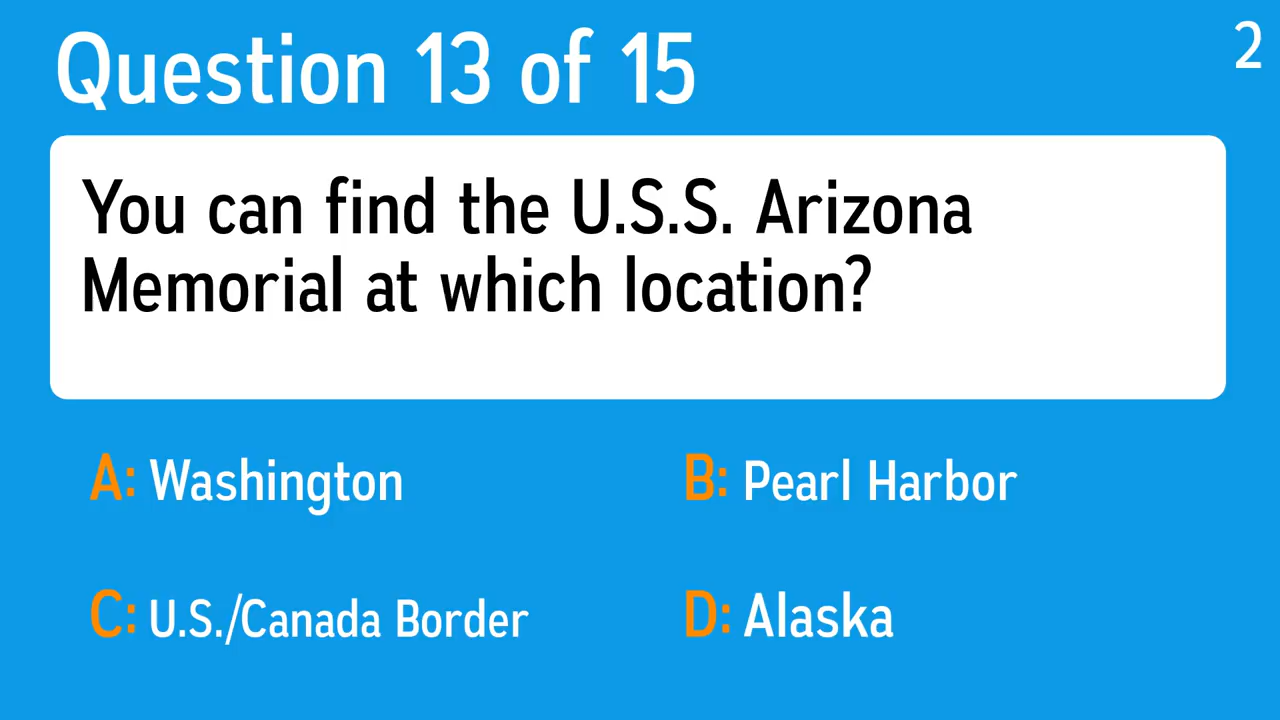 Question 13 of 15
2
You can find the U.S.S. Arizona
Memorial at which location?
A: Washington
B: Pearl Harbor
C: U.S./Canada Border
D: Alaska